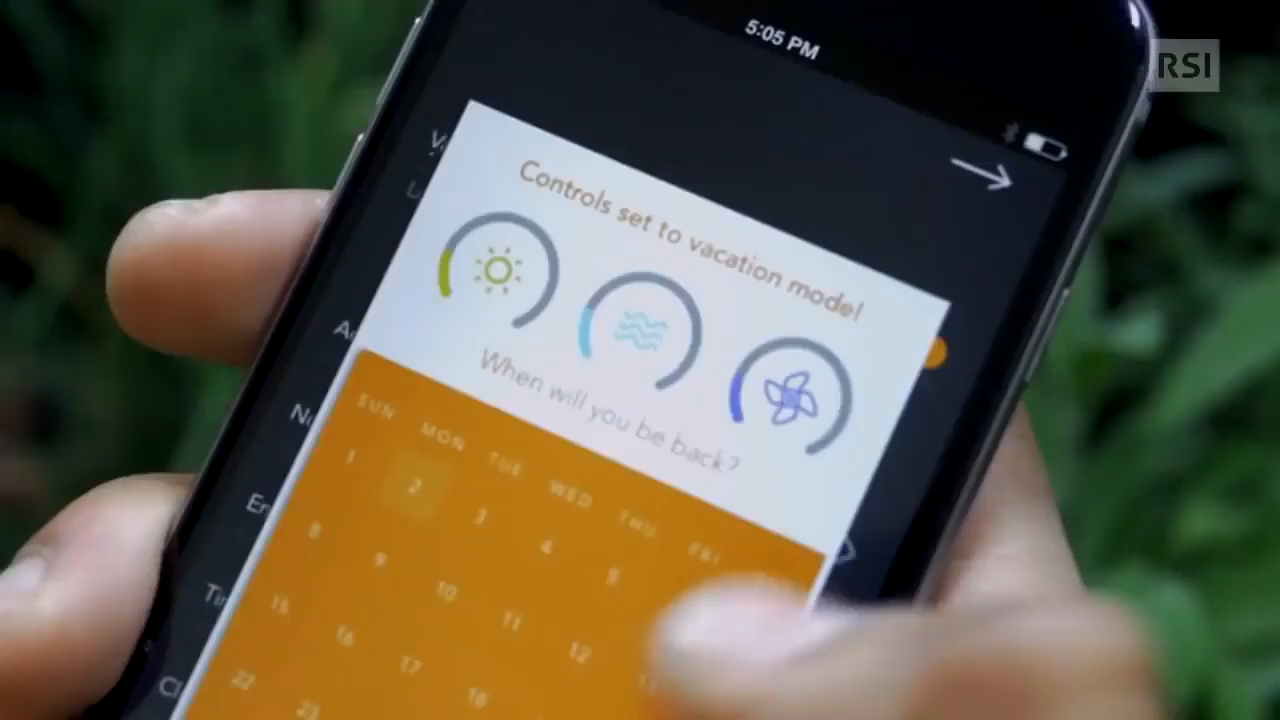 5:05 PM
RSI
Controls set to vacation mode!
When will you be back?
SUN MON TUE WED THU FRI
1 2 3 4 5
8 9 10 11 12
15 16 17 18
22 23